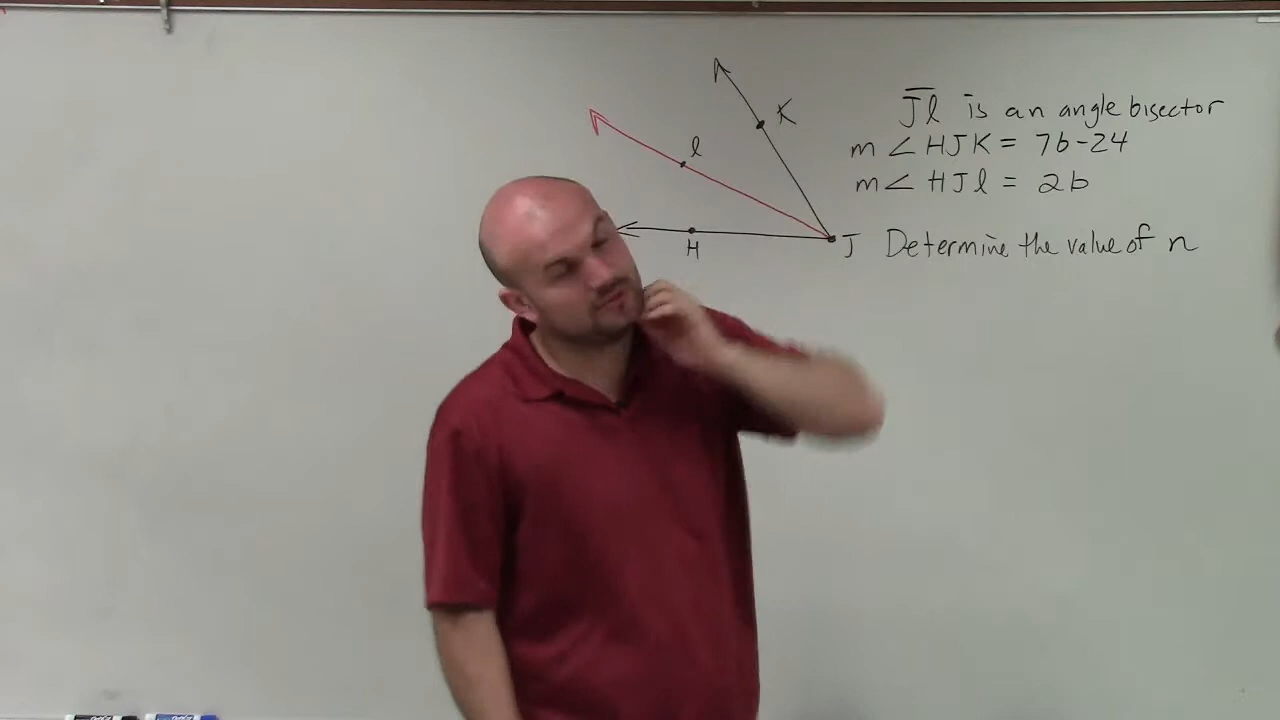 K
l
H
J
Jl is an angle bisector
m∠HJK = 7b-24
m∠HJl = 2b
Determine the value of n